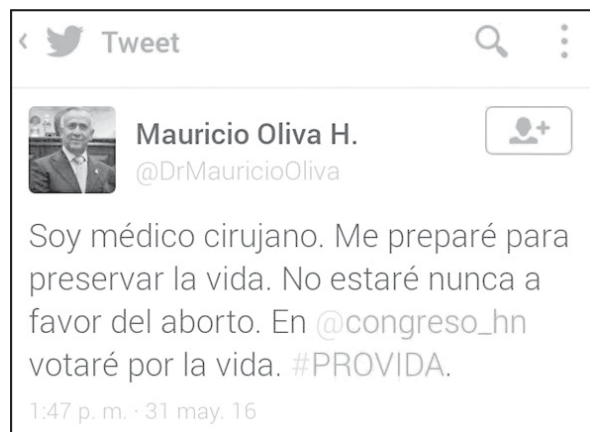 Tweet
Mauricio Oliva H.
@DrMauricioOliva
Soy médico cirujano. Me preparé para
preservar la vida. No estaré nunca a
favor del aborto. En @congreso_hn
votaré por la vida. #PROVIDA.
1:47 p. m. · 31 may. 16